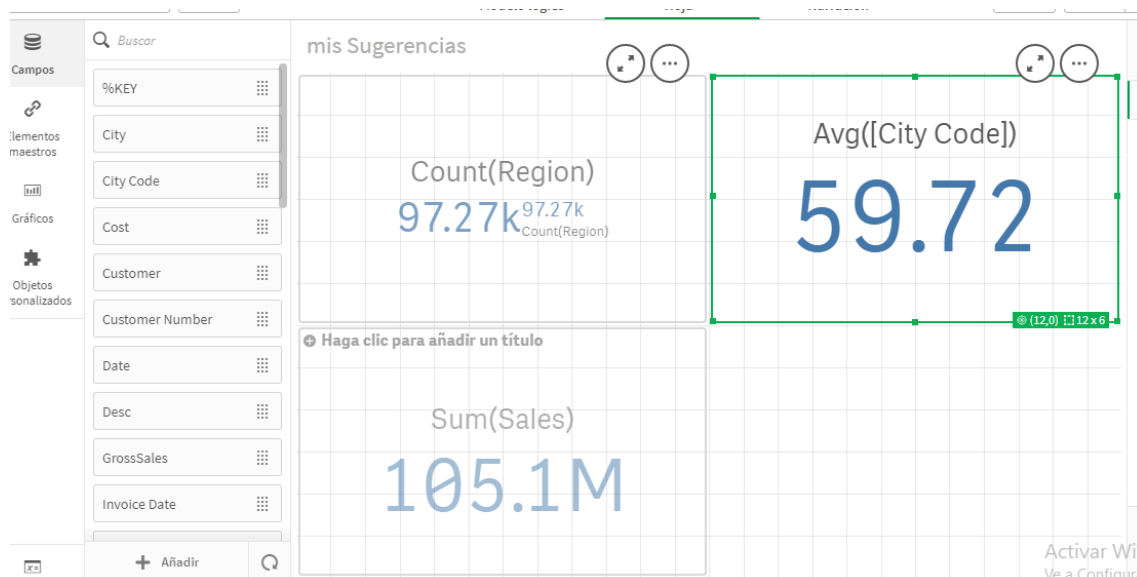 Campos
Elementos
maestros
Gráficos
Objetos
Buscar
%KEY
City
City Code
Cost
Customer
Customer Number
Date
Desc
GrossSales
Invoice Date
Añadir
mis Sugerencias
Count(Region)
97.27k
97.27k
Count(Region)
Avg([City Code])
59.72
(12,0) 12 x 6
Haga clic para añadir un título
Sum(Sales)
105.1M
Activar Wi
Ve a Configur